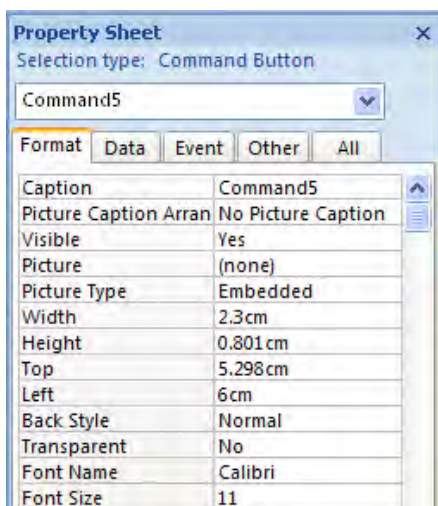 Property Sheet
Selection type: Command Button
Command5
Format Data Event Other All
Caption Command5
Picture Caption Arran No Picture Caption
Visible Yes
Picture (none)
Picture Type Embedded
Width 2.3cm
Height 0.801cm
Top 5.298cm
Left 6cm
Back Style Normal
Transparent No
Font Name Calibri
Font Size 11